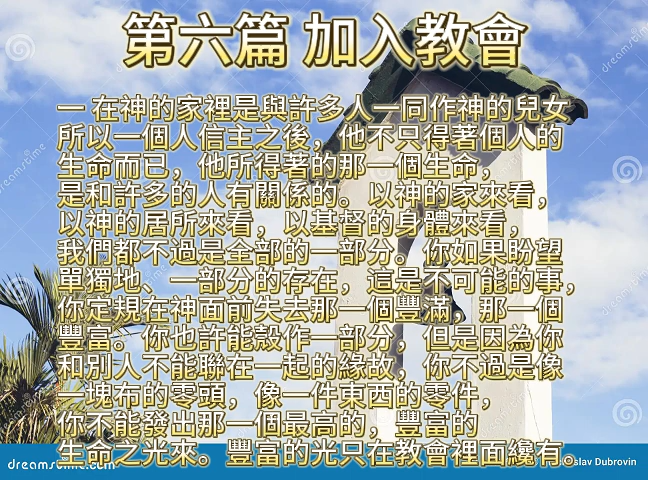 第六篇 加入教會
一 在神的家裡是與許多人一同作神的兒女
所以一個人信主之後，他不只得著個人的
生命而已，他所得著的那一個生命，
是和許多的人有關係的。以神的家來看，
以神的居所來看，以基督的身體來看，
我們都不過是全部的一部分。你如果盼望
單獨地、一部分的存在，這是不可能的事，
你定規在神面前失去那一個豐滿，那一個
豐富。你也許能殼作一部分，但是因為你
和別人不能聯在一起的緣故，你不過是像
一塊布的零頭，像一件東西的零件，
你不能發出那一個最高的，豐富的
生命之光來。豐富的光只在教會裡面纔有。
dreamstime.com
slav Dubrovin